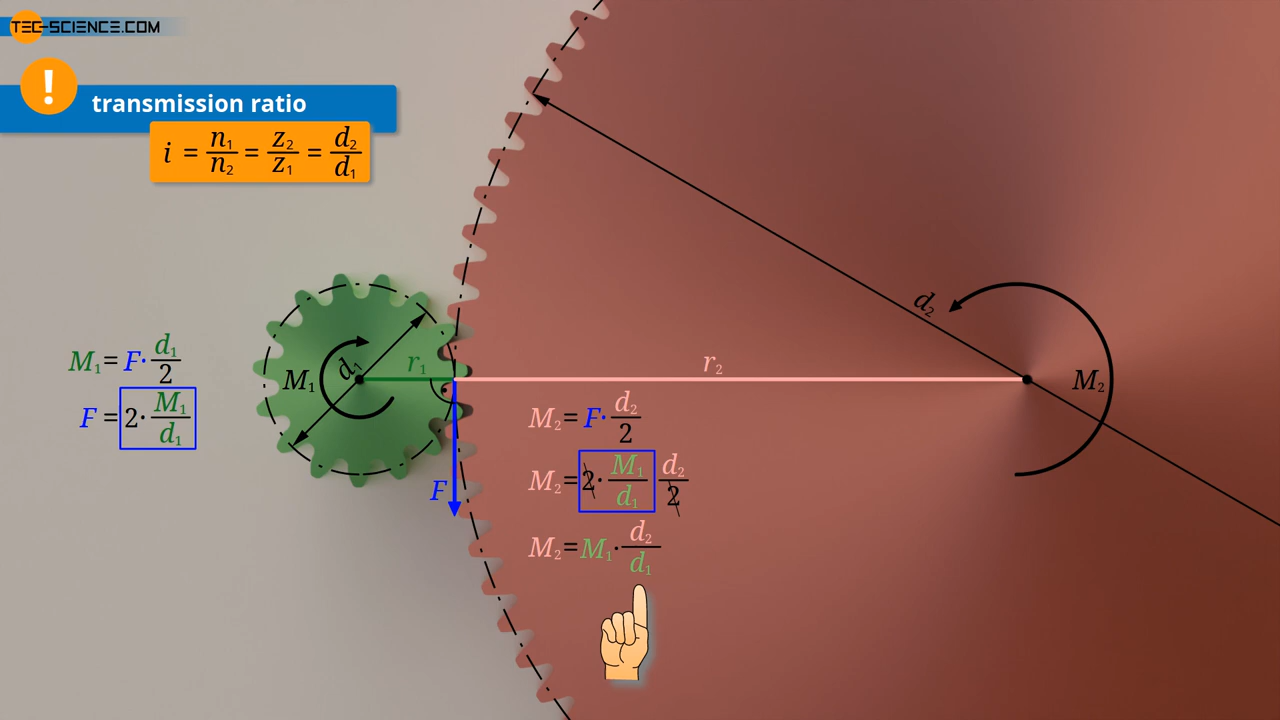 TEC-SCIENCE.COM
!
transmission ratio
i = n₁/n₂ = z₂/z₁ = d₂/d₁
d₂
M₁ = F · d₁/2
F = 2 · M₁/d₁
M₁
d₁
r₁
r₂
M₂
F
M₂ = F · d₂/2
M₂ = 2 · M₁/d₁ d₂/2
M₂ = M₁ · d₂/d₁